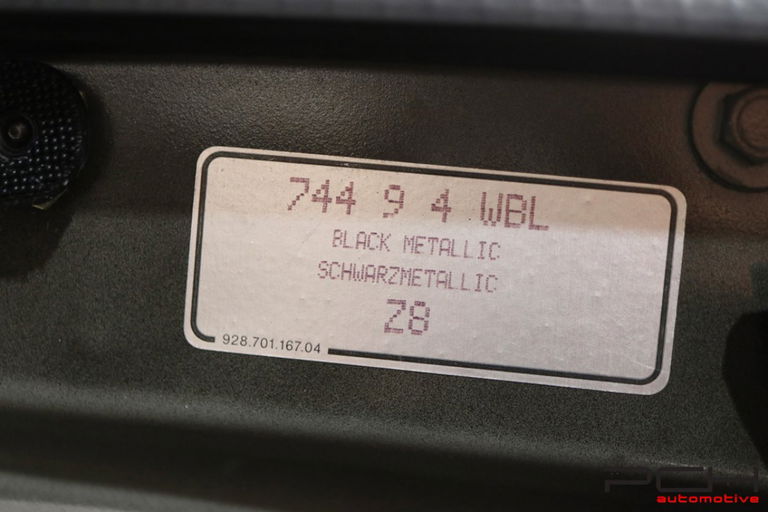 744 9 4 WBL
BLACK METALLIC
SCHWARZMETALLIC
Z8
928.701.167.04
automotive